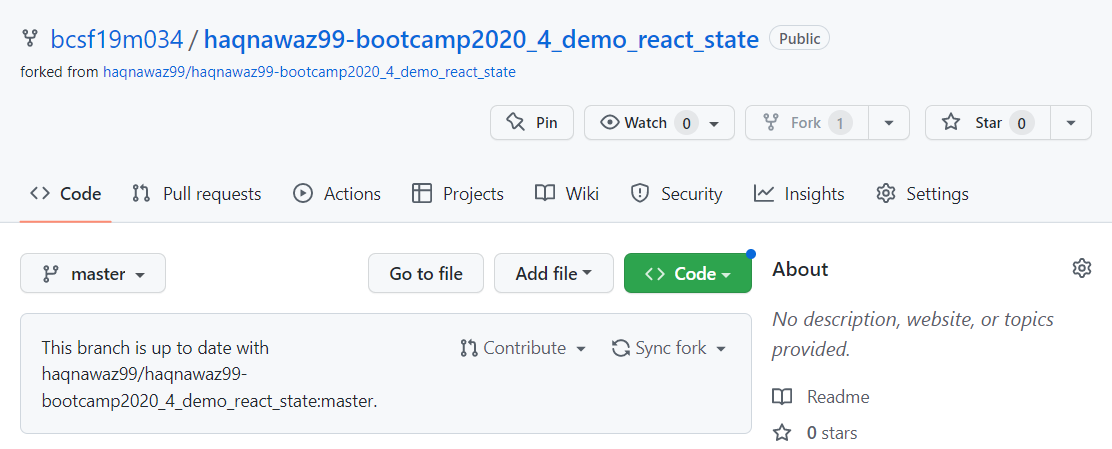 bcsf19m034 / haqnawaz99-bootcamp2020_4_demo_react_state Public
forked from haqnawaz99/haqnawaz99-bootcamp2020_4_demo_react_state
Pin Watch 0 Fork 1 Star 0
Code Pull requests Actions Projects Wiki Security Insights Settings
master Go to file Add file Code
About
This branch is up to date with
haqnawaz99/haqnawaz99-
bootcamp2020_4_demo_react_state:master.
Contribute Sync fork
No description, website, or topics
provided.
Readme
0 stars